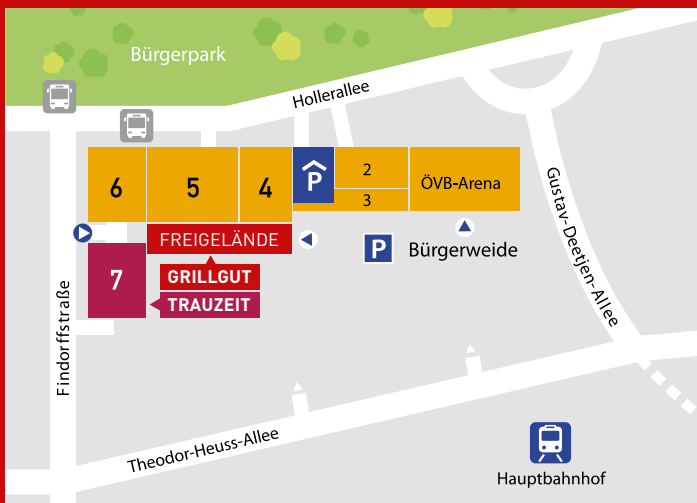 Bürgerpark
Hollerallee
P
2
6
5
4
3
ÖVB-Arena
Gustav-Deetjen-Allee
FREIGELÄNDE
P
Bürgerweide
7
GRILLGUT
TRAUZEIT
Findorffstraße
Theodor-Heuss-Allee
Hauptbahnhof